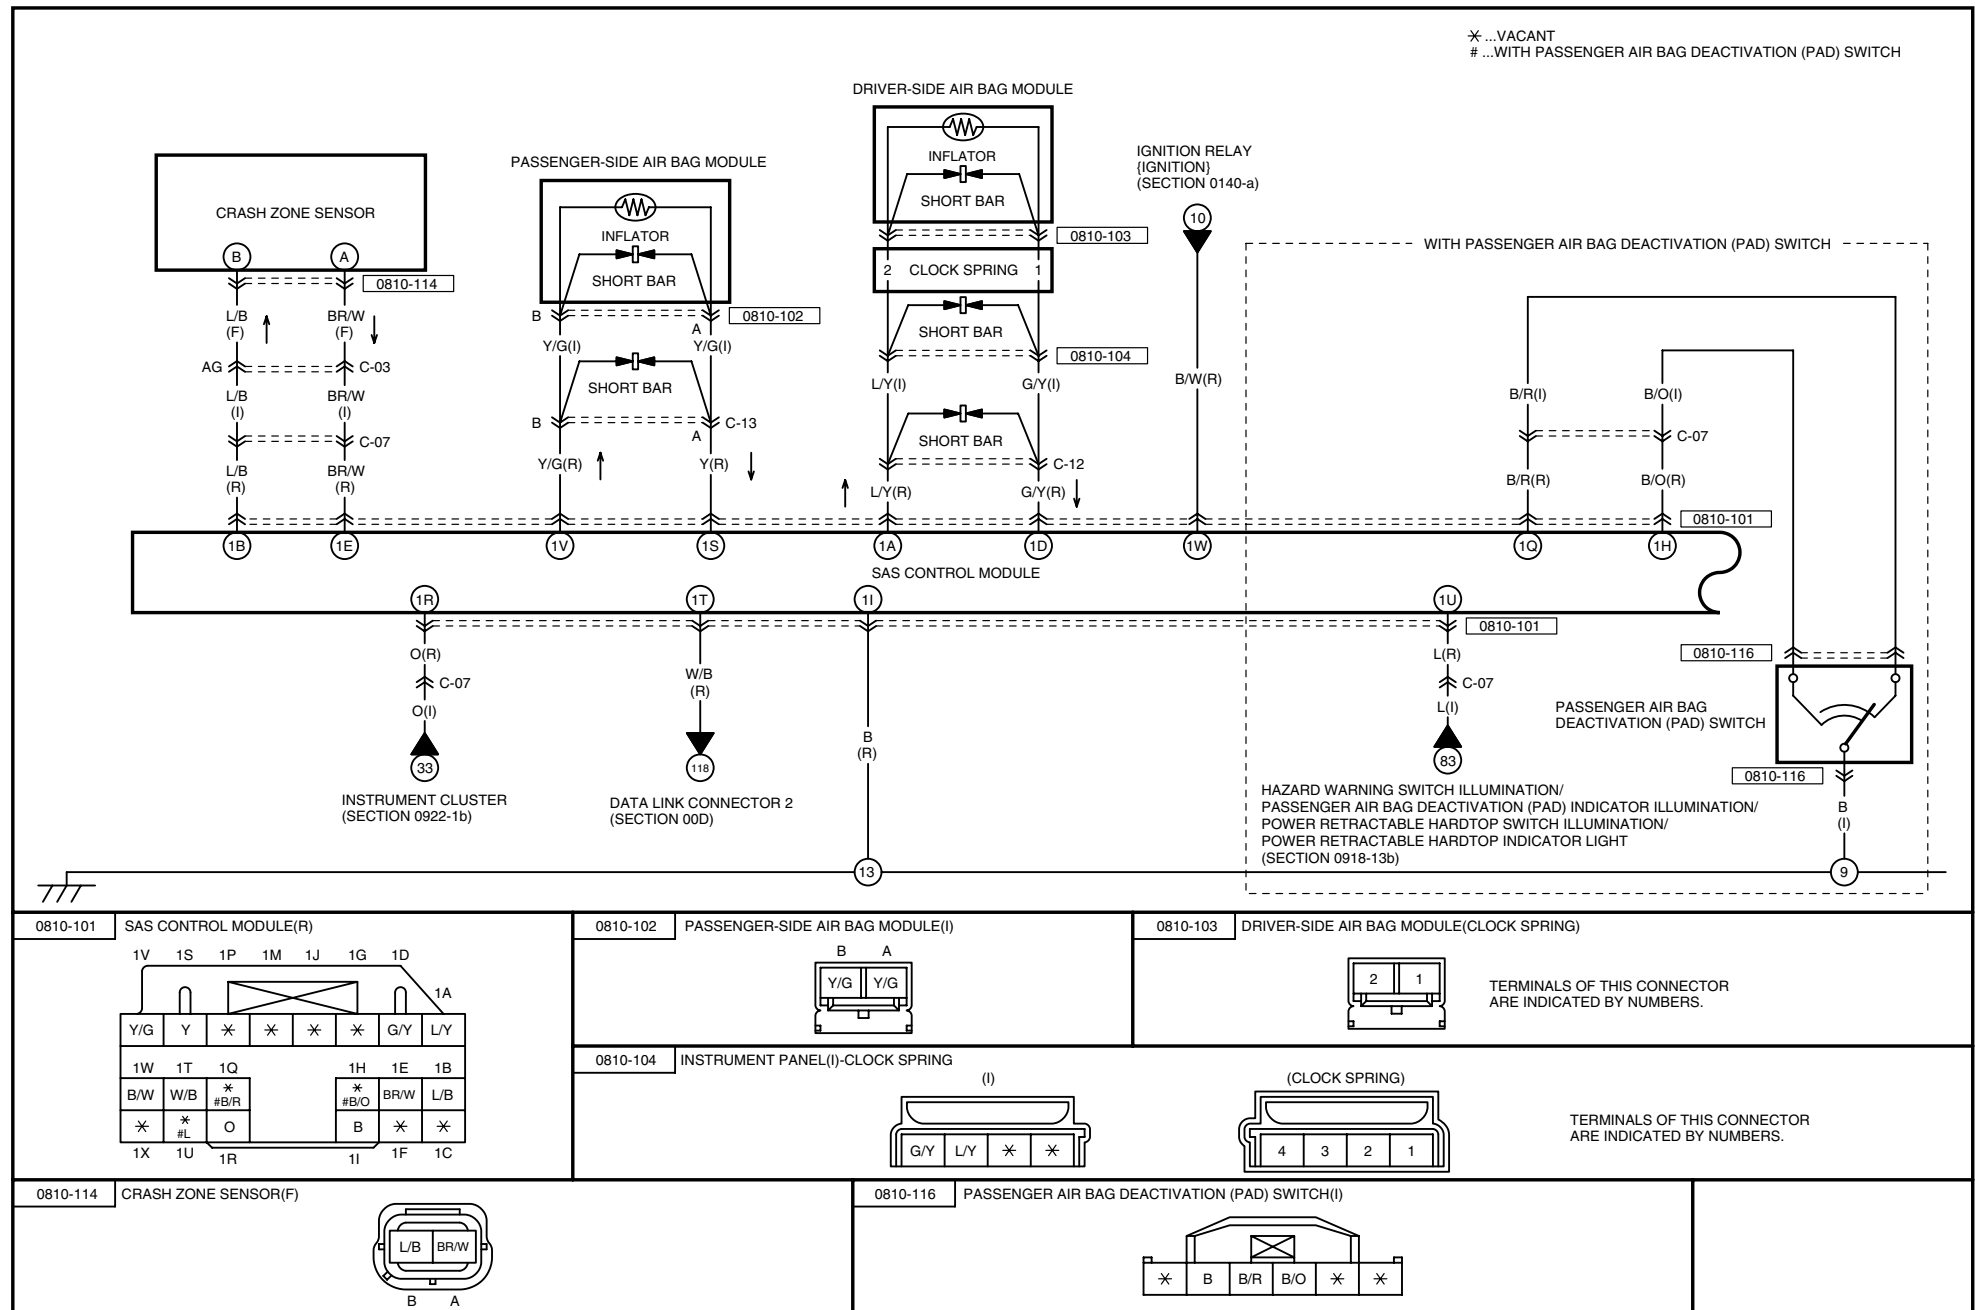 ✳ ...VACANT
# ...WITH PASSENGER AIR BAG DEACTIVATION (PAD) SWITCH
DRIVER-SIDE AIR BAG MODULE
INFLATOR
SHORT BAR
0810-103
2 CLOCK SPRING 1
SHORT BAR
0810-104
L/Y(I) G/Y(I)
SHORT BAR
C-12
L/Y(R) G/Y(R)
PASSENGER-SIDE AIR BAG MODULE
INFLATOR
SHORT BAR
B
A
0810-102
Y/G(I) Y/G(I)
SHORT BAR
B
A
C-13
Y/G(R) Y(R)
CRASH ZONE SENSOR
B A
0810-114
L/B
(F)
BR/W
(F)
AG
C-03
L/B
(I)
BR/W
(I)
C-07
L/B
(R)
BR/W
(R)
IGNITION RELAY
{IGNITION}
(SECTION 0140-a)
10
B/W(R)
WITH PASSENGER AIR BAG DEACTIVATION (PAD) SWITCH
B/R(I) B/O(I)
C-07
B/R(R) B/O(R)
0810-101
1B 1E 1V 1S 1A 1D 1W 1Q 1H
SAS CONTROL MODULE
1R 1T 1I 1U
0810-101
O(R)
C-07
O(I)
33
INSTRUMENT CLUSTER
(SECTION 0922-1b)
W/B
(R)
118
DATA LINK CONNECTOR 2
(SECTION 00D)
B
(R)
13
L(R)
C-07
L(I)
83
HAZARD WARNING SWITCH ILLUMINATION/
PASSENGER AIR BAG DEACTIVATION (PAD) INDICATOR ILLUMINATION/
POWER RETRACTABLE HARDTOP SWITCH ILLUMINATION/
POWER RETRACTABLE HARDTOP INDICATOR LIGHT
(SECTION 0918-13b)
0810-116
PASSENGER AIR BAG
DEACTIVATION (PAD) SWITCH
0810-116
B
(I)
9
0810-101 SAS CONTROL MODULE(R)
1V 1S 1P 1M 1J 1G 1D
1A
Y/G Y ✳ ✳ ✳ ✳ G/Y L/Y
1W 1T 1Q 1H 1E 1B
B/W W/B ✳ #B/R ✳ #B/O BR/W L/B
✳ ✳ #L O B ✳ ✳
1X 1U 1R 1I 1F 1C
0810-102 PASSENGER-SIDE AIR BAG MODULE(I)
B A
Y/G Y/G
0810-103 DRIVER-SIDE AIR BAG MODULE(CLOCK SPRING)
2 1
TERMINALS OF THIS CONNECTOR
ARE INDICATED BY NUMBERS.
0810-104 INSTRUMENT PANEL(I)-CLOCK SPRING
(I)
G/Y L/Y ✳ ✳
(CLOCK SPRING)
4 3 2 1
TERMINALS OF THIS CONNECTOR
ARE INDICATED BY NUMBERS.
0810-114 CRASH ZONE SENSOR(F)
L/B BR/W
B A
0810-116 PASSENGER AIR BAG DEACTIVATION (PAD) SWITCH(I)
✳ B B/R B/O ✳ ✳